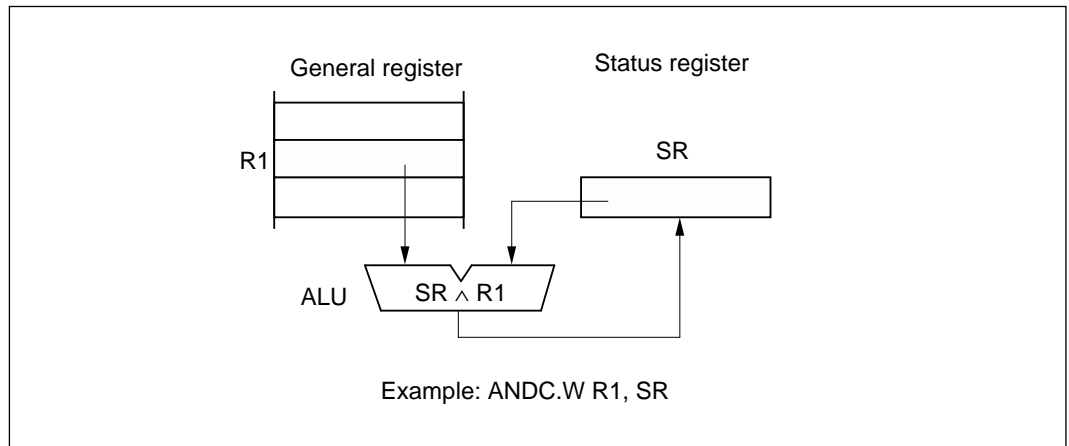 General register
Status register
R1
SR
ALU
SR ∧ R1
Example: ANDC.W R1, SR